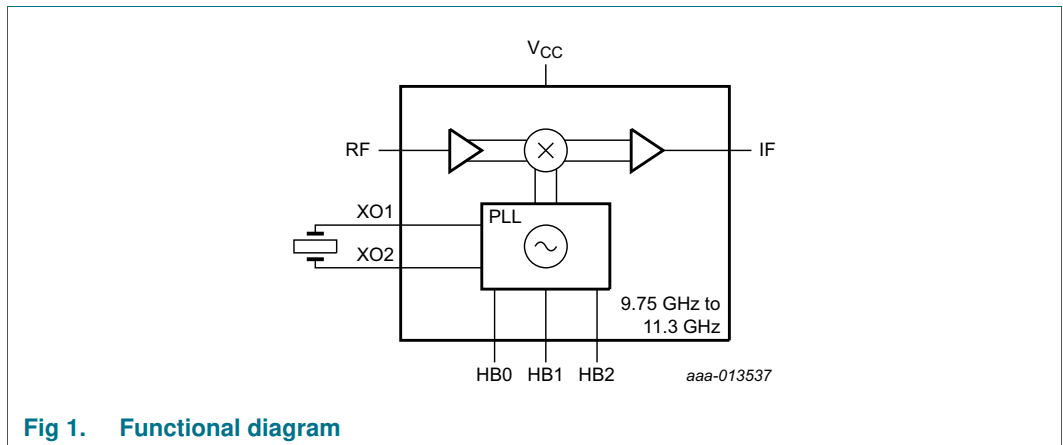 VCC
RF
IF
XO1
PLL
XO2
9.75 GHz to
11.3 GHz
HB0 HB1 HB2
aaa-013537
Fig 1. Functional diagram